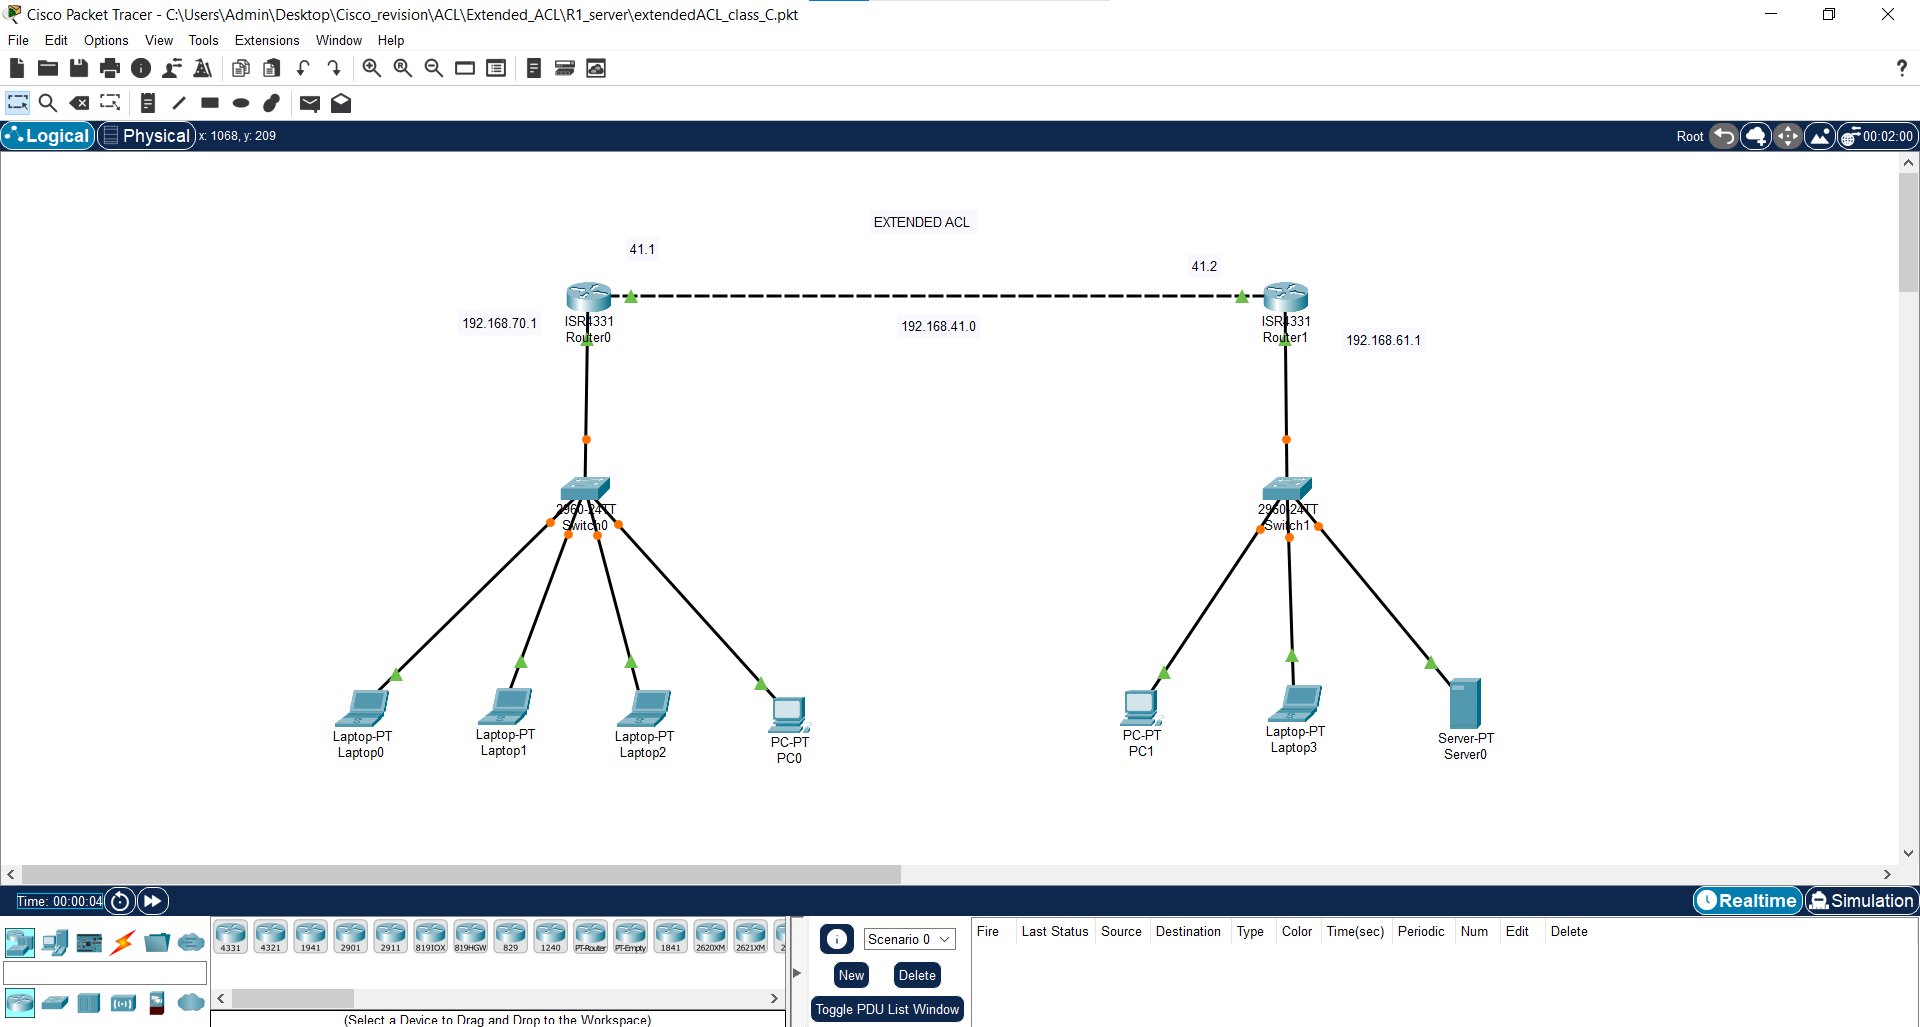 Cisco Packet Tracer - C:\Users\Admin\Desktop\Cisco_revision\ACL\Extended_ACL\R1_server\extendedACL_class_C.pkt
File Edit Options View Tools Extensions Window Help
?
Logical Physical x: 1068, y: 209 Root 00:02:00
EXTENDED ACL
41.1
41.2
192.168.70.1
ISR4331
Router0
192.168.41.0
ISR4331
Router1
192.168.61.1
2960-24TT
Switch0
2960-24TT
Switch1
Laptop-PT
Laptop0
Laptop-PT
Laptop1
Laptop-PT
Laptop2
PC-PT
PC0
PC-PT
PC1
Laptop-PT
Laptop3
Server-PT
Server0
Time: 00:00:04 Realtime Simulation
4331 4321 1941 2901 2911 819IOX 819HGW 829 1240 PT-Router PT-Empty 1841 2620XM 2621XM 2
(Select a Device to Drag and Drop to the Workspace)
Scenario 0
New Delete
Toggle PDU List Window
Fire Last Status Source Destination Type Color Time(sec) Periodic Num Edit Delete